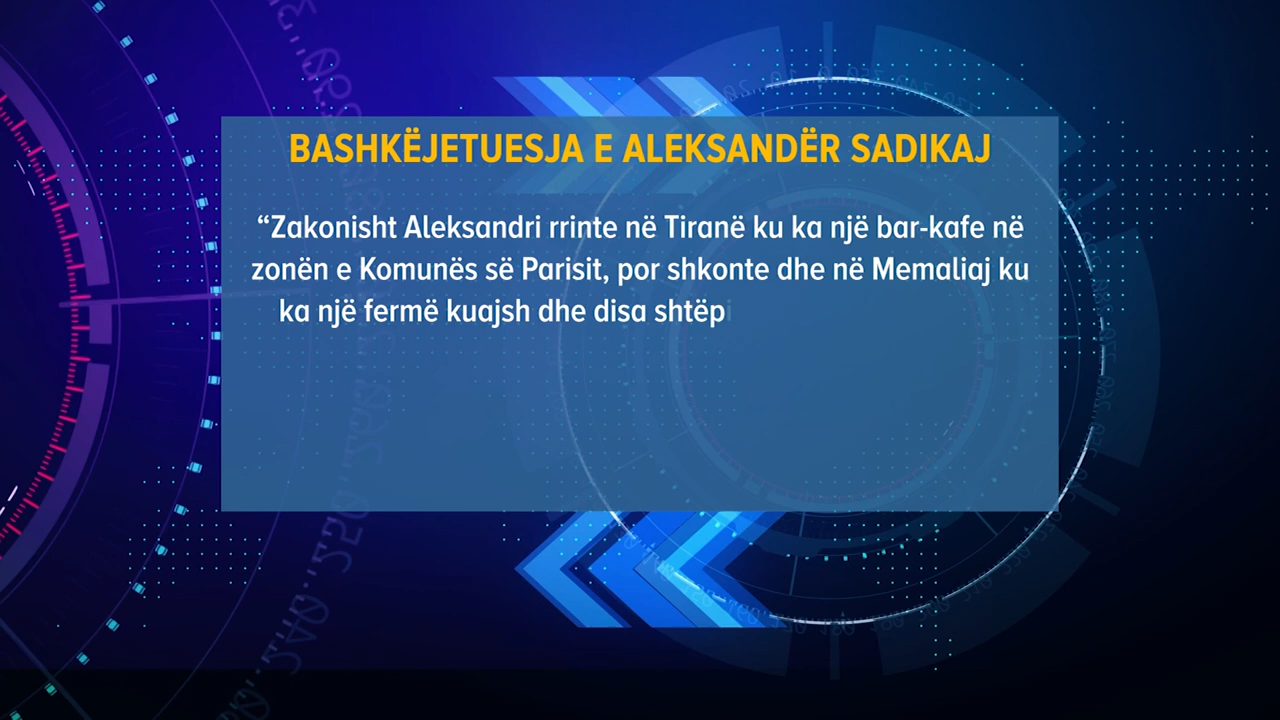 BASHKËJETUESJA E ALEKSANDËR SADIKAJ
“Zakonisht Aleksandri rrinte në Tiranë ku ka një bar-kafe në
zonën e Komunës së Parisit, por shkonte dhe në Memaliaj ku
ka një fermë kuajsh dhe disa shtëpi